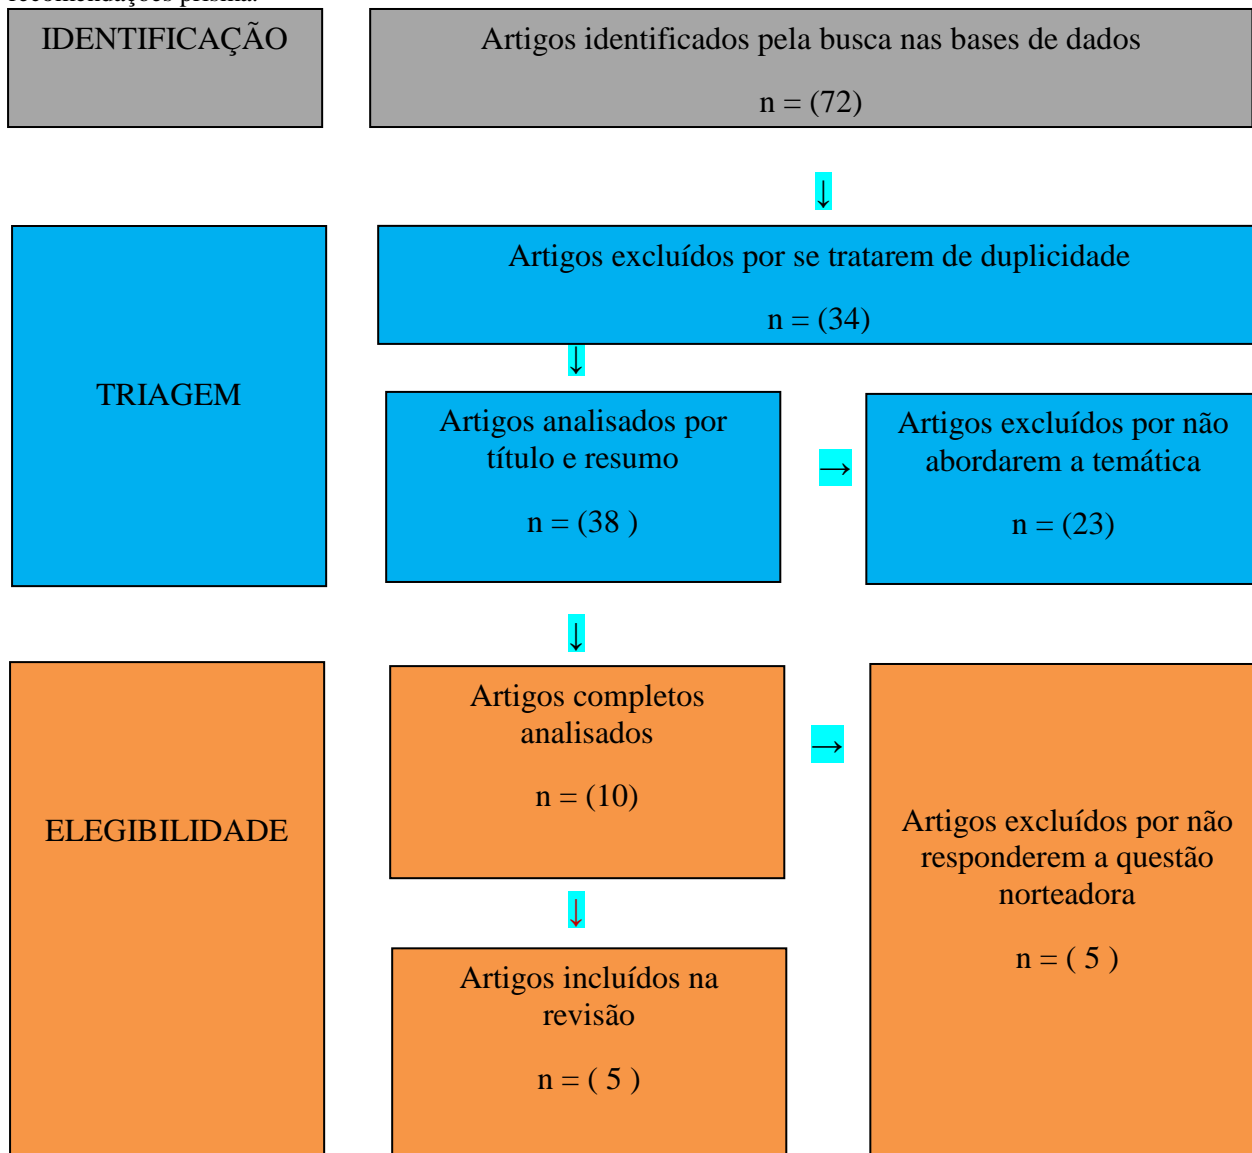 recomendações prisma.
IDENTIFICAÇÃO
Artigos identificados pela busca nas bases de dados
n = (72)
↓
TRIAGEM
Artigos excluídos por se tratarem de duplicidade
n = (34)
↓
Artigos analisados por
título e resumo
n = (38 )
→
Artigos excluídos por não
abordarem a temática
n = (23)
↓
ELEGIBILIDADE
Artigos completos
analisados
n = (10)
→
Artigos excluídos por não
responderem a questão
norteadora
n = ( 5 )
↓
Artigos incluídos na
revisão
n = ( 5 )